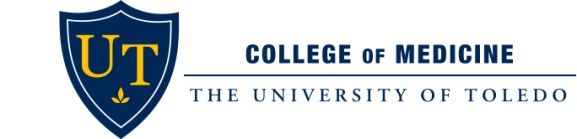 UT
COLLEGE OF MEDICINE
THE UNIVERSITY OF TOLEDO